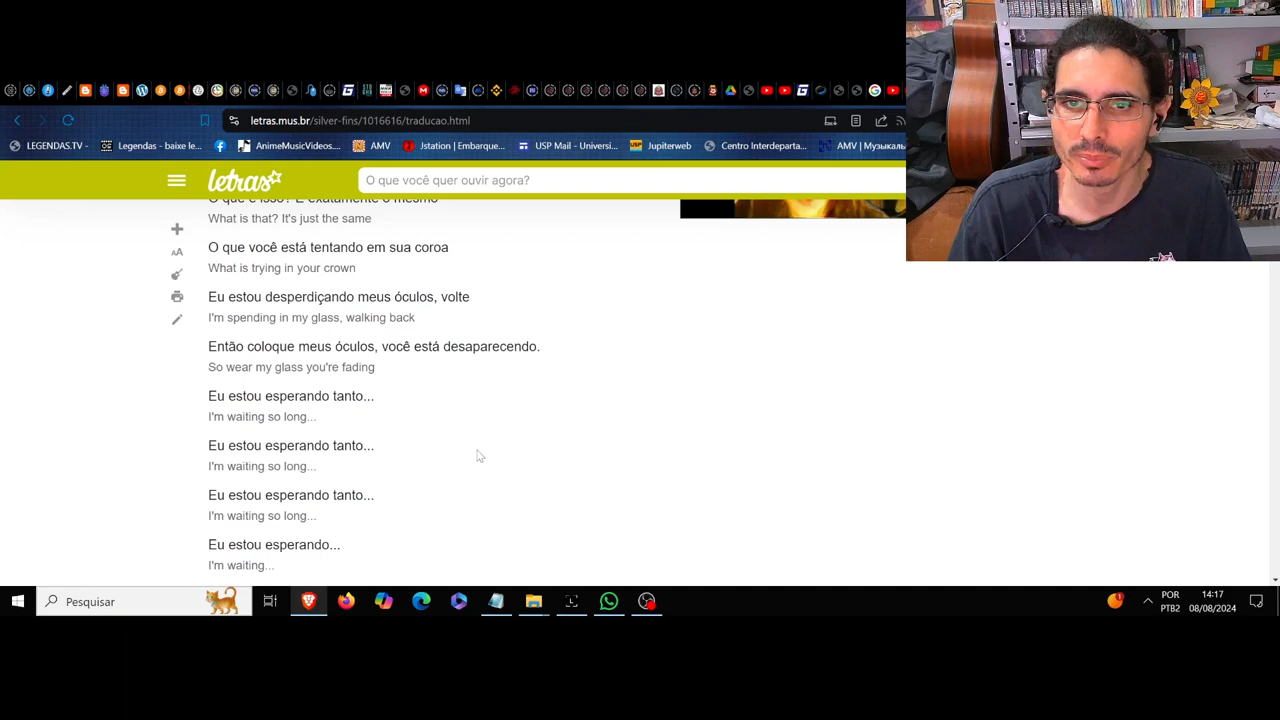 letras.mus.br/silver-fins/1016616/traducao.html
LEGENDAS.TV -
Legendas - baixe le...
AnimeMusicVideos....
AMV
Jstation | Embarque...
USP Mail - Universi...
Jupiterweb
Centro Interdeparta...
letras
O que você quer ouvir agora?
O que é isso? É exatamente o mesmo
What is that? It's just the same
O que você está tentando em sua coroa
What is trying in your crown
Eu estou desperdiçando meus óculos, volte
I'm spending in my glass, walking back
Então coloque meus óculos, você está desaparecendo.
So wear my glass you're fading
Eu estou esperando tanto...
I'm waiting so long...
Eu estou esperando tanto...
I'm waiting so long...
Eu estou esperando tanto...
I'm waiting so long...
Eu estou esperando...
I'm waiting...
Pesquisar
POR
PTB2
14:17
08/08/2024